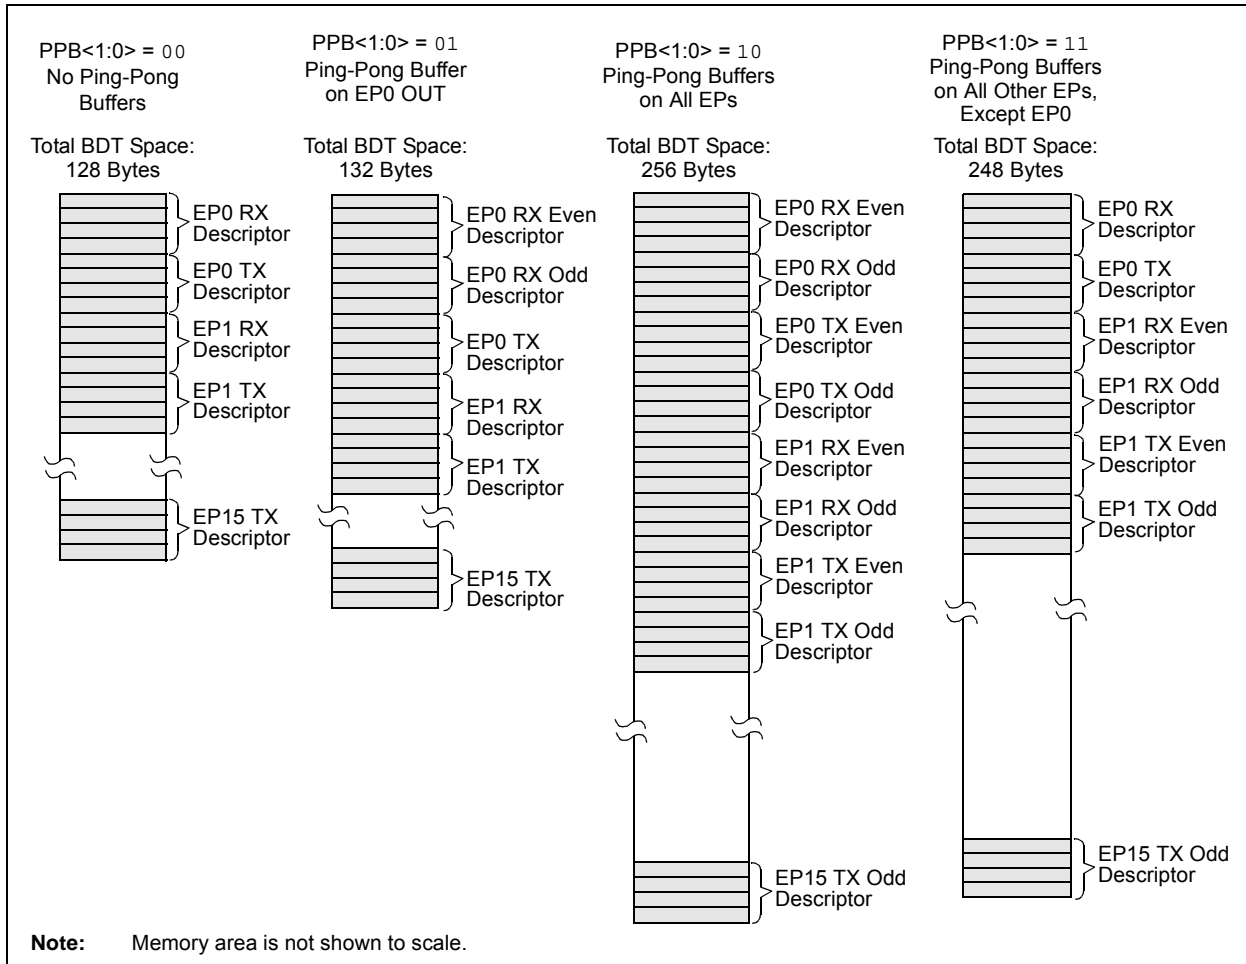 PPB<1:0> = 00
No Ping-Pong
Buffers
Total BDT Space:
128 Bytes
EP0 RX
Descriptor
EP0 TX
Descriptor
EP1 RX
Descriptor
EP1 TX
Descriptor
EP15 TX
Descriptor
PPB<1:0> = 01
Ping-Pong Buffer
on EP0 OUT
Total BDT Space:
132 Bytes
EP0 RX Even
Descriptor
EP0 RX Odd
Descriptor
EP0 TX
Descriptor
EP1 RX
Descriptor
EP1 TX
Descriptor
EP15 TX
Descriptor
PPB<1:0> = 10
Ping-Pong Buffers
on All EPs
Total BDT Space:
256 Bytes
EP0 RX Even
Descriptor
EP0 RX Odd
Descriptor
EP0 TX Even
Descriptor
EP0 TX Odd
Descriptor
EP1 RX Even
Descriptor
EP1 RX Odd
Descriptor
EP1 TX Even
Descriptor
EP1 TX Odd
Descriptor
EP15 TX Odd
Descriptor
PPB<1:0> = 11
Ping-Pong Buffers
on All Other EPs,
Except EP0
Total BDT Space:
248 Bytes
EP0 RX
Descriptor
EP0 TX
Descriptor
EP1 RX Even
Descriptor
EP1 RX Odd
Descriptor
EP1 TX Even
Descriptor
EP1 TX Odd
Descriptor
EP15 TX Odd
Descriptor
Note: Memory area is not shown to scale.